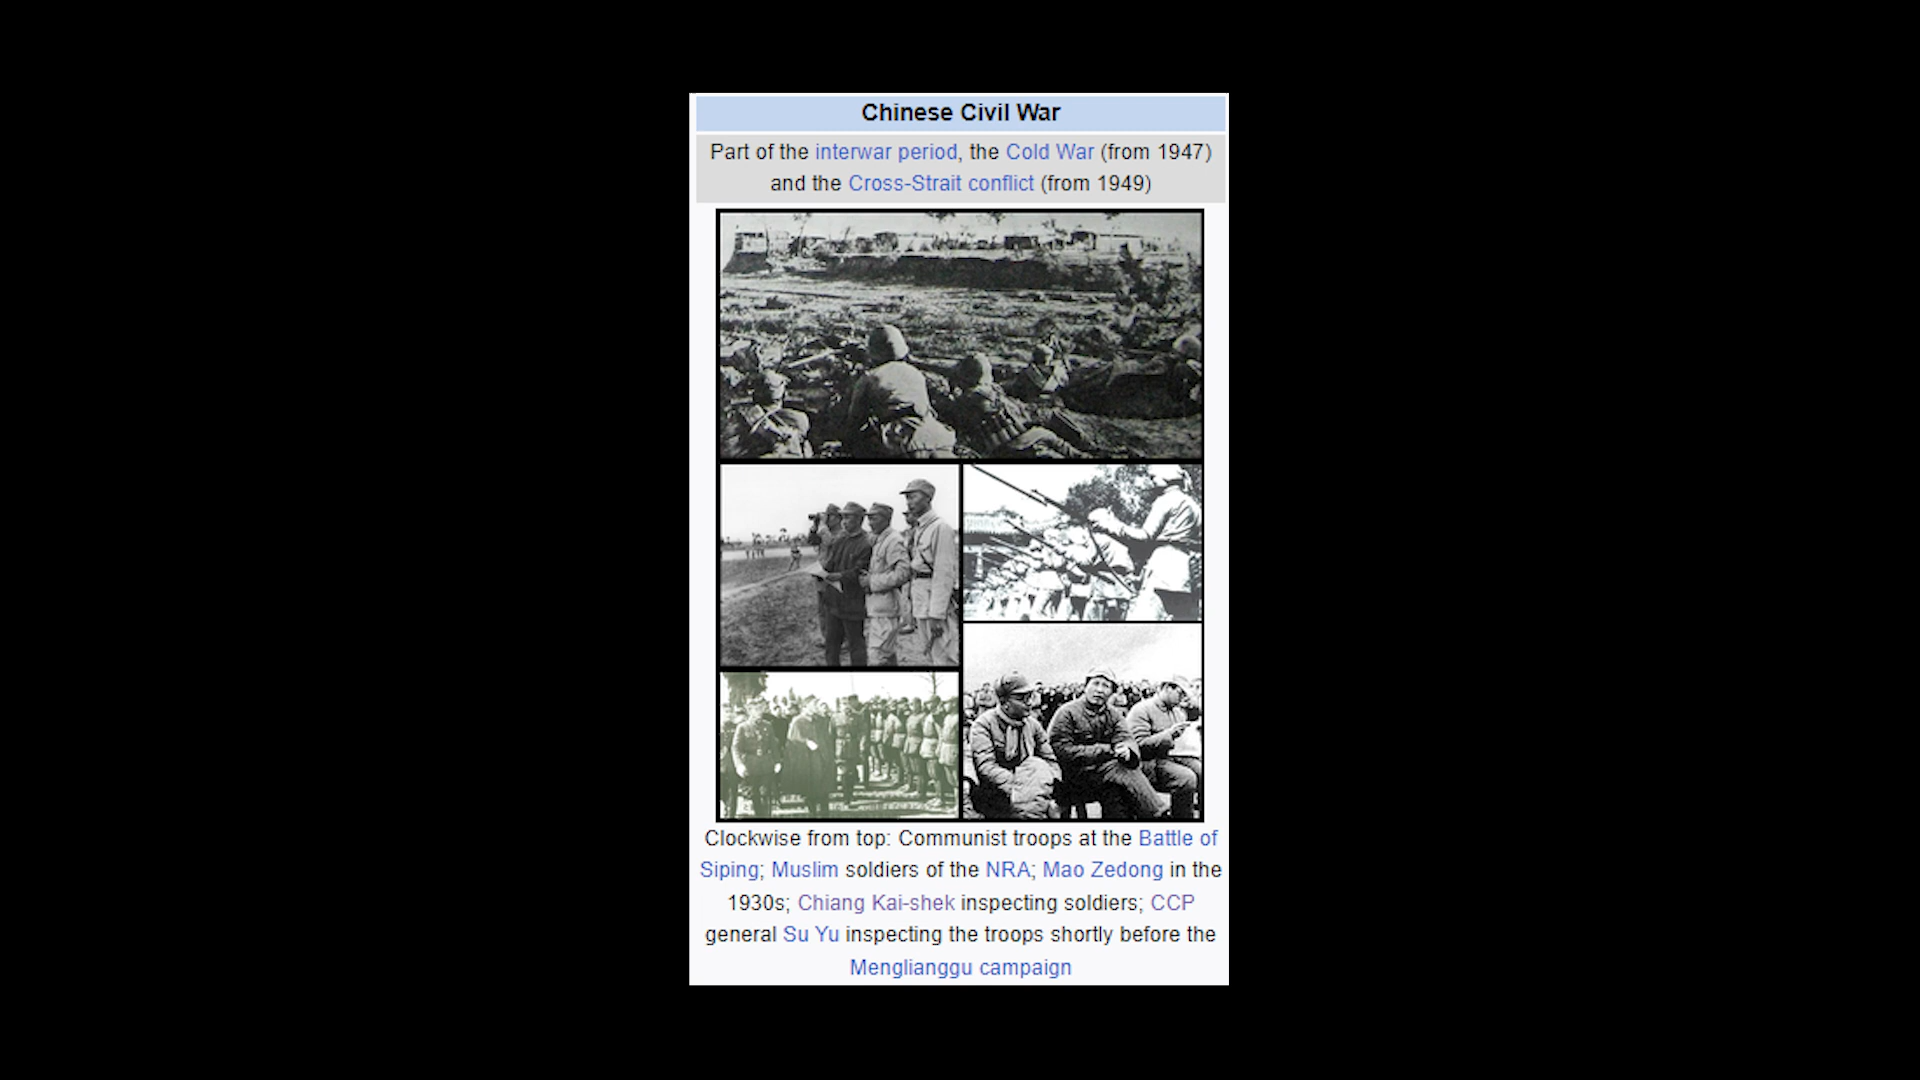 Chinese Civil War
Part of the interwar period, the Cold War (from 1947)
and the Cross-Strait conflict (from 1949)
Clockwise from top: Communist troops at the Battle of
Siping; Muslim soldiers of the NRA; Mao Zedong in the
1930s; Chiang Kai-shek inspecting soldiers; CCP
general Su Yu inspecting the troops shortly before the
Menglianggu campaign